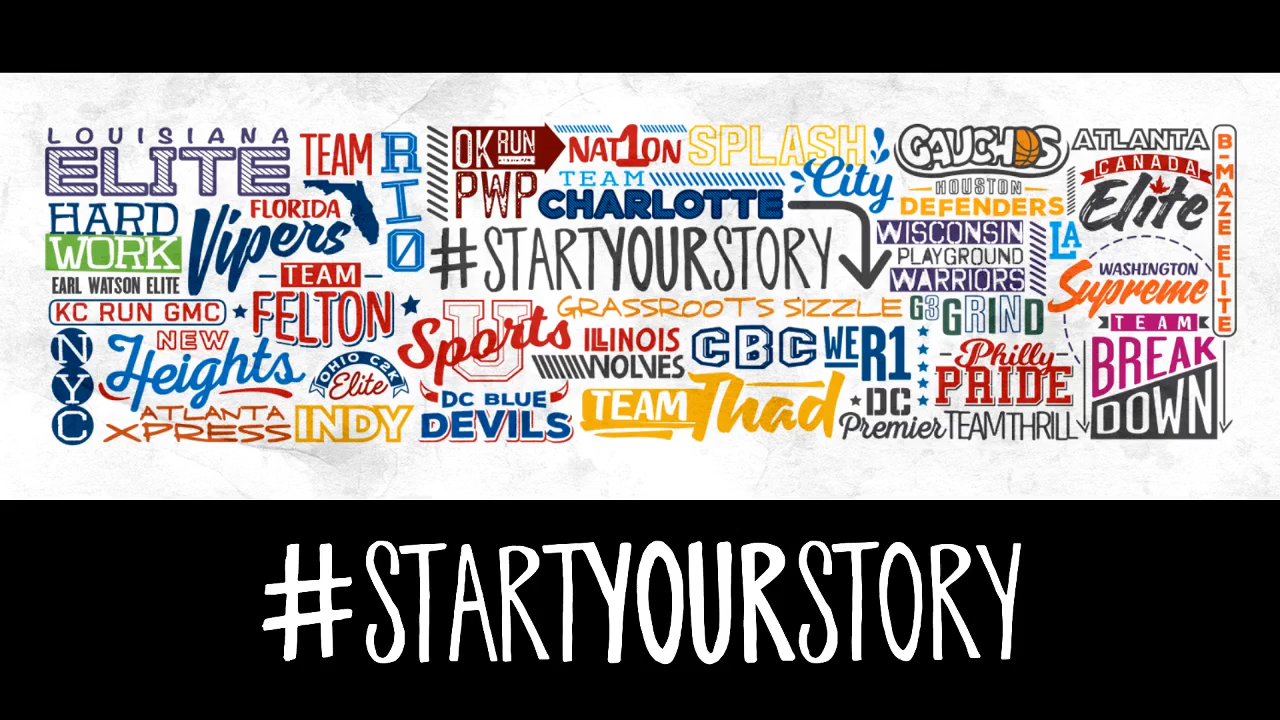 LOUISIANA
ELITE
HARD
WORK
EARL WATSON ELITE
Vipers
TEAM
FLORIDA
RIO
TEAM
FELTON
KC RUN GMC
NYC
NEW
Heights
OHIO C2K
Elite
ATLANTA
XPRESS
INDY
OK RUN
PWP
NAT1ON
TEAM
CHARLOTTE
SPLASH
City
#STARTYOURSTORY
GRASSROOTS SIZZLE
Sports U
DC BLUE
DEVILS
ILLINOIS
WOLVES
CBC
WE R1
TEAM Thad
DC
Premier
GAUCHOS
HOUSTON
DEFENDERS
WISCONSIN
PLAYGROUND
WARRIORS
G3 GRIND
Philly
PRIDE
TEAM THRILL
LA
ATLANTA
CANADA
Elite
WASHINGTON
Supreme
TEAM
BREAK
DOWN
B-MAZE ELITE
#STARTYOURSTORY